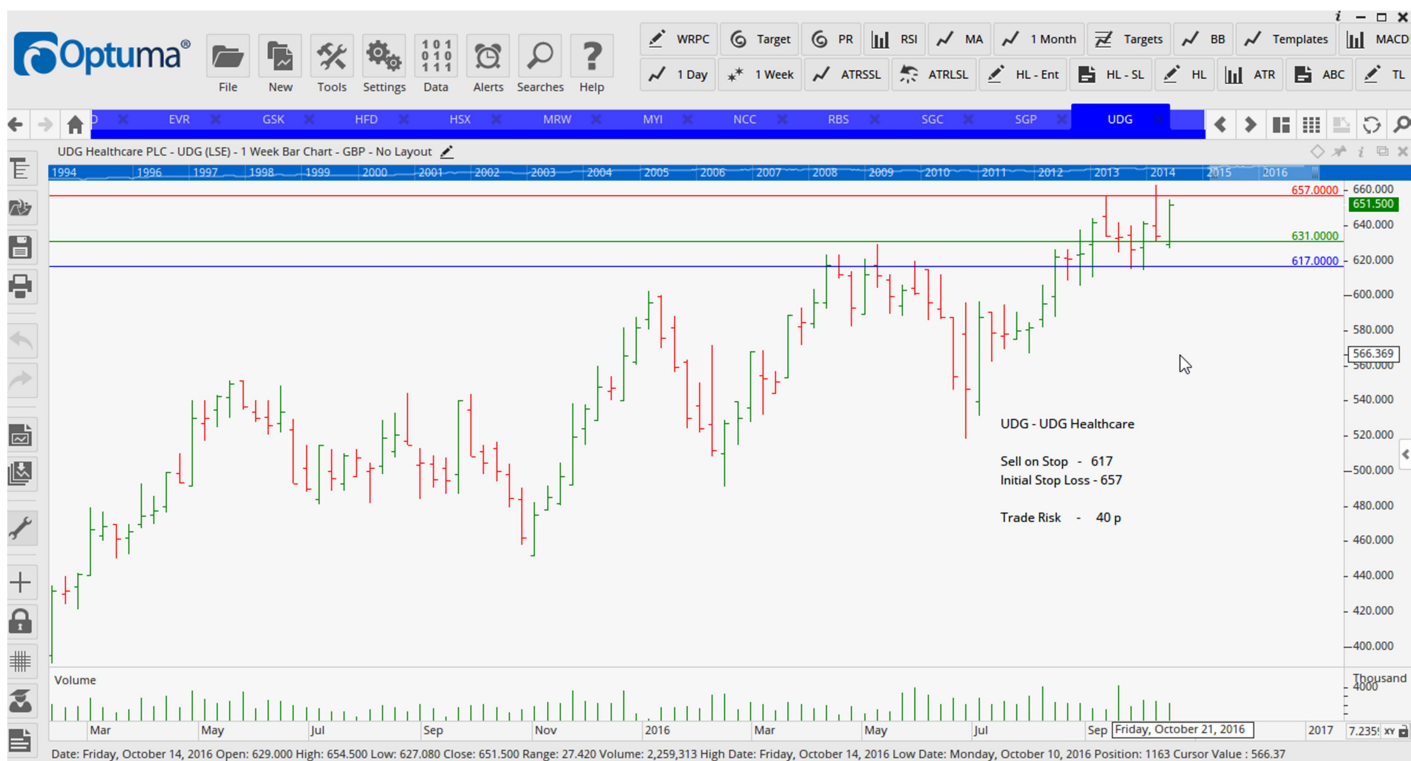 i
Optuma®
File
New
Tools
Settings
101 010 111
Data
Alerts
Searches
? Help
WRPC
Target
PR
RSI
MA
1 Month
Targets
BB
Templates
MACD
1 Day
1 Week
ATRSSL
ATRLSL
HL - Ent
HL - SL
HL
ATR
ABC
TL
EVR
GSK
HFD
HSX
MRW
MYI
NCC
RBS
SGC
SGP
UDG
UDG Healthcare PLC - UDG (LSE) - 1 Week Bar Chart - GBP - No Layout
i
1994 1996 1997 1998 1999 2000 2001 2002 2003 2004 2005 2006 2007 2008 2009 2010 2011 2012 2013 2014 2015 2016
657.0000
660.000
651.500
640.000
631.0000
620.000
617.0000
600.000
580.000
566.369
560.000
540.000
520.000
500.000
480.000
460.000
440.000
420.000
400.000
UDG - UDG Healthcare
Sell on Stop - 617
Initial Stop Loss - 657
Trade Risk - 40 p
Volume
Thousand
4000
Mar May Jul Sep Nov 2016 Mar May Jul Sep Friday, October 21, 2016 2017
XY
Date: Friday, October 14, 2016 Open: 629.000 High: 654.500 Low: 627.080 Close: 651.500 Range: 27.420 Volume: 2,259,313 High Date: Friday, October 14, 2016 Low Date: Monday, October 10, 2016 Position: 1163 Cursor Value : 566.37